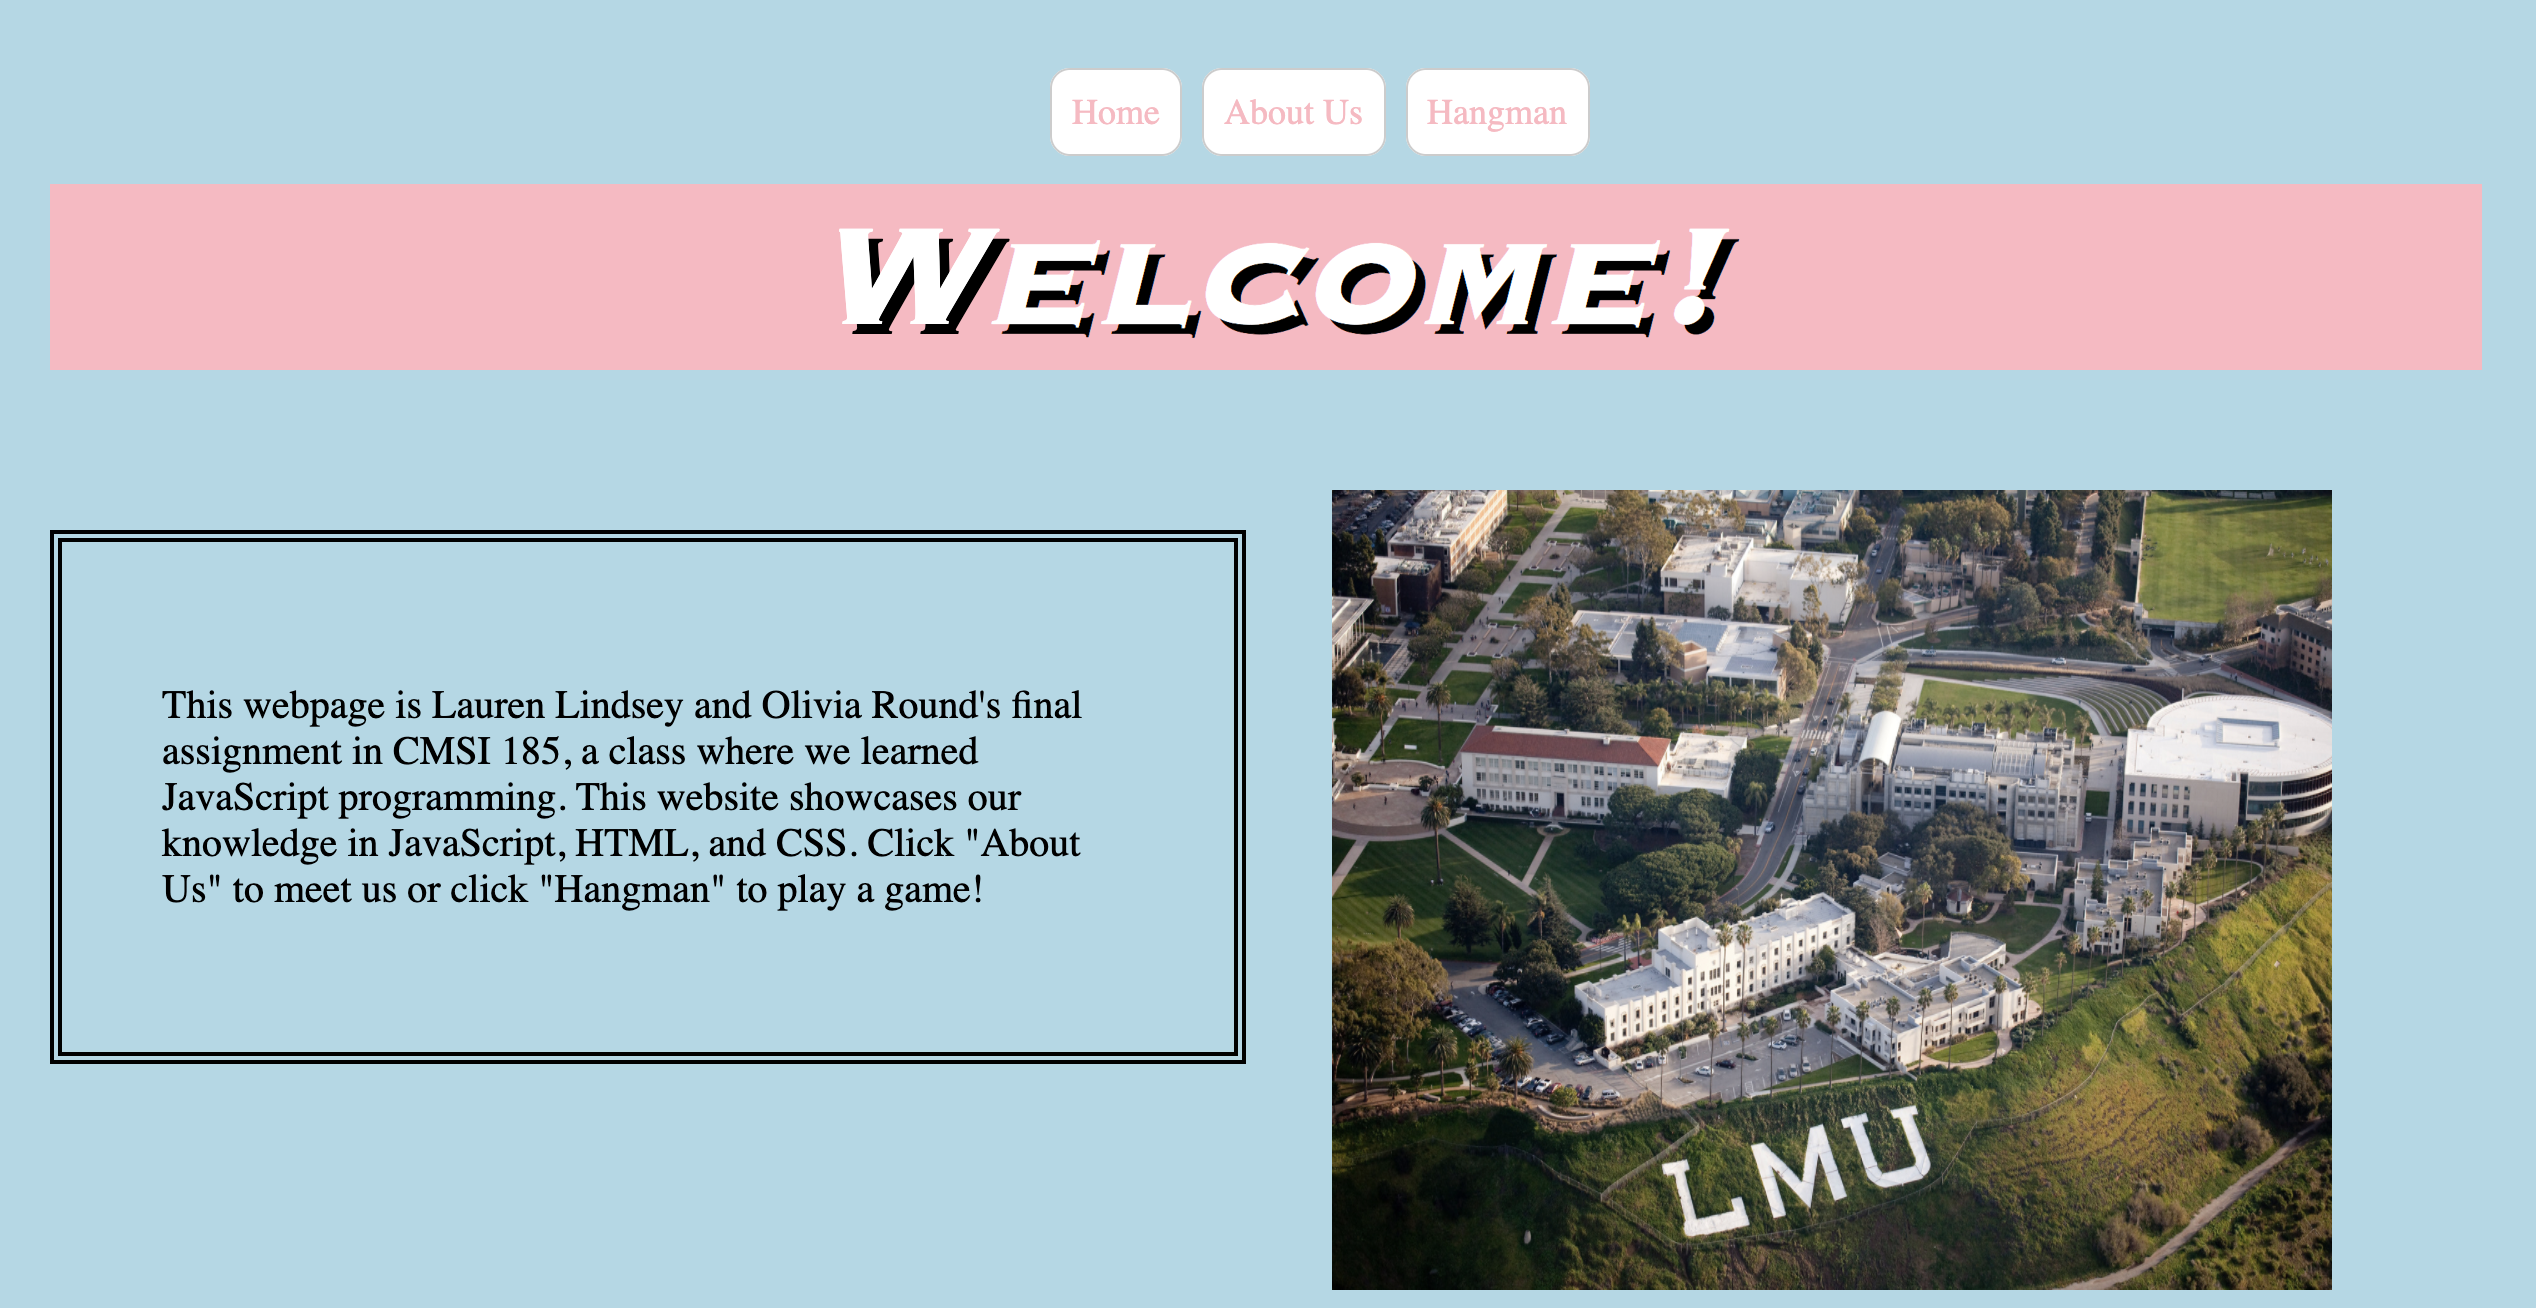 Home About Us Hangman
Welcome!
This webpage is Lauren Lindsey and Olivia Round's final
assignment in CMSI 185, a class where we learned
JavaScript programming. This website showcases our
knowledge in JavaScript, HTML, and CSS. Click "About
Us" to meet us or click "Hangman" to play a game!
LMU